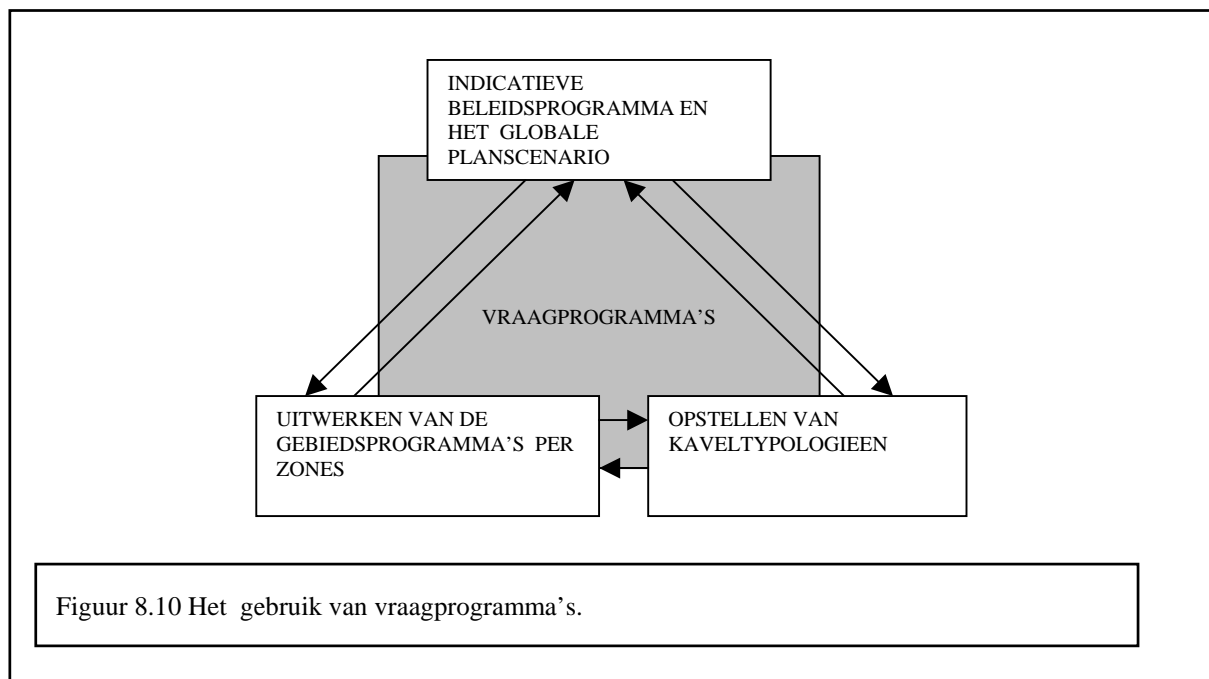 INDICATIEVE
BELEIDSPROGRAMMA EN
HET GLOBALE
PLANSCENARIO
VRAAGPROGRAMMA’S
UITWERKEN VAN DE
GEBIEDSPROGRAMMA’S PER
ZONES
OPSTELLEN VAN
KAVELTYPOLOGIEEN
Figuur 8.10 Het gebruik van vraagprogramma’s.